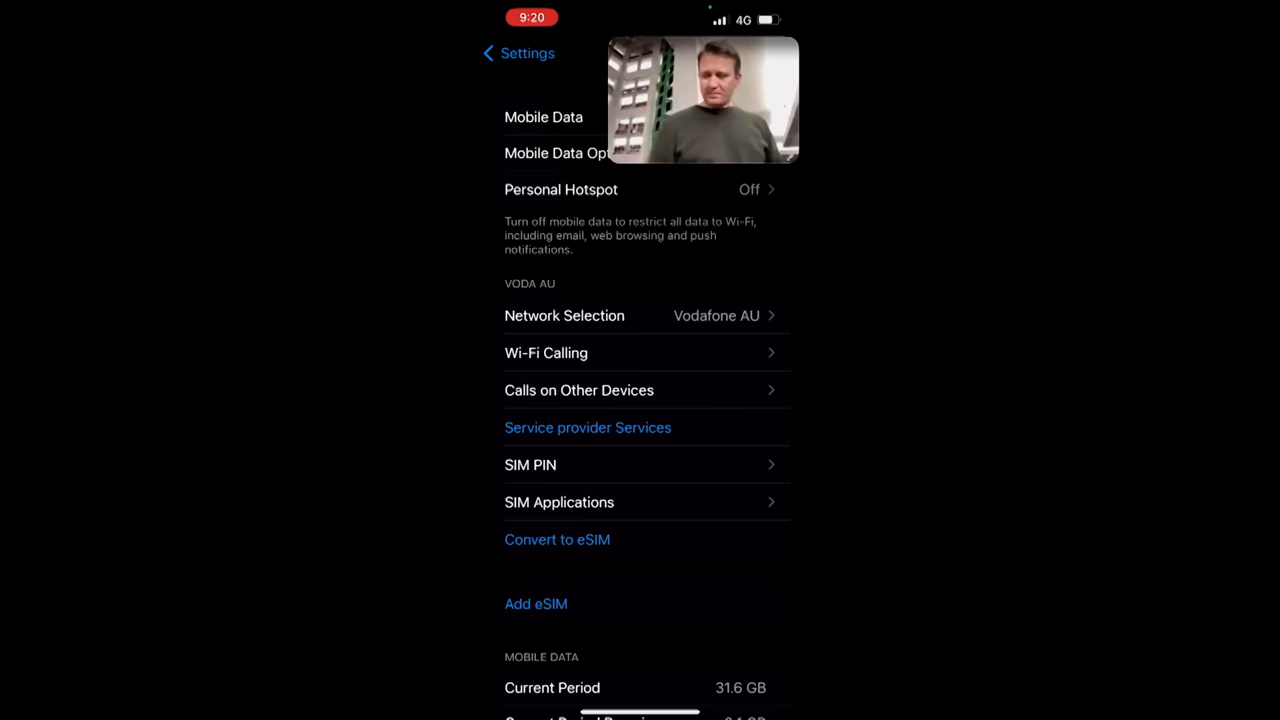 9:20
4G
Settings
Mobile Data
Mobile Data
Personal Hotspot Off
Turn off mobile data to restrict all data to Wi-Fi,
including email, web browsing and push
notifications.
VODA AU
Network Selection Vodafone AU
Wi-Fi Calling
Calls on Other Devices
Service provider Services
SIM PIN
SIM Applications
Convert to eSIM
Add eSIM
MOBILE DATA
Current Period 31.6 GB